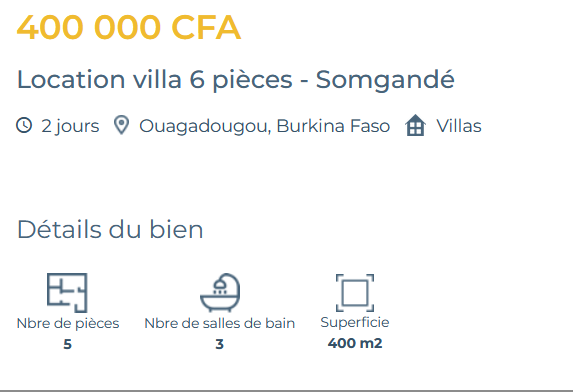 400 000 CFA
Location villa 6 pièces - Somgandé
2 jours Ouagadougou, Burkina Faso Villas
Détails du bien
Nbre de pièces Nbre de salles de bain Superficie
5 3 400 m2